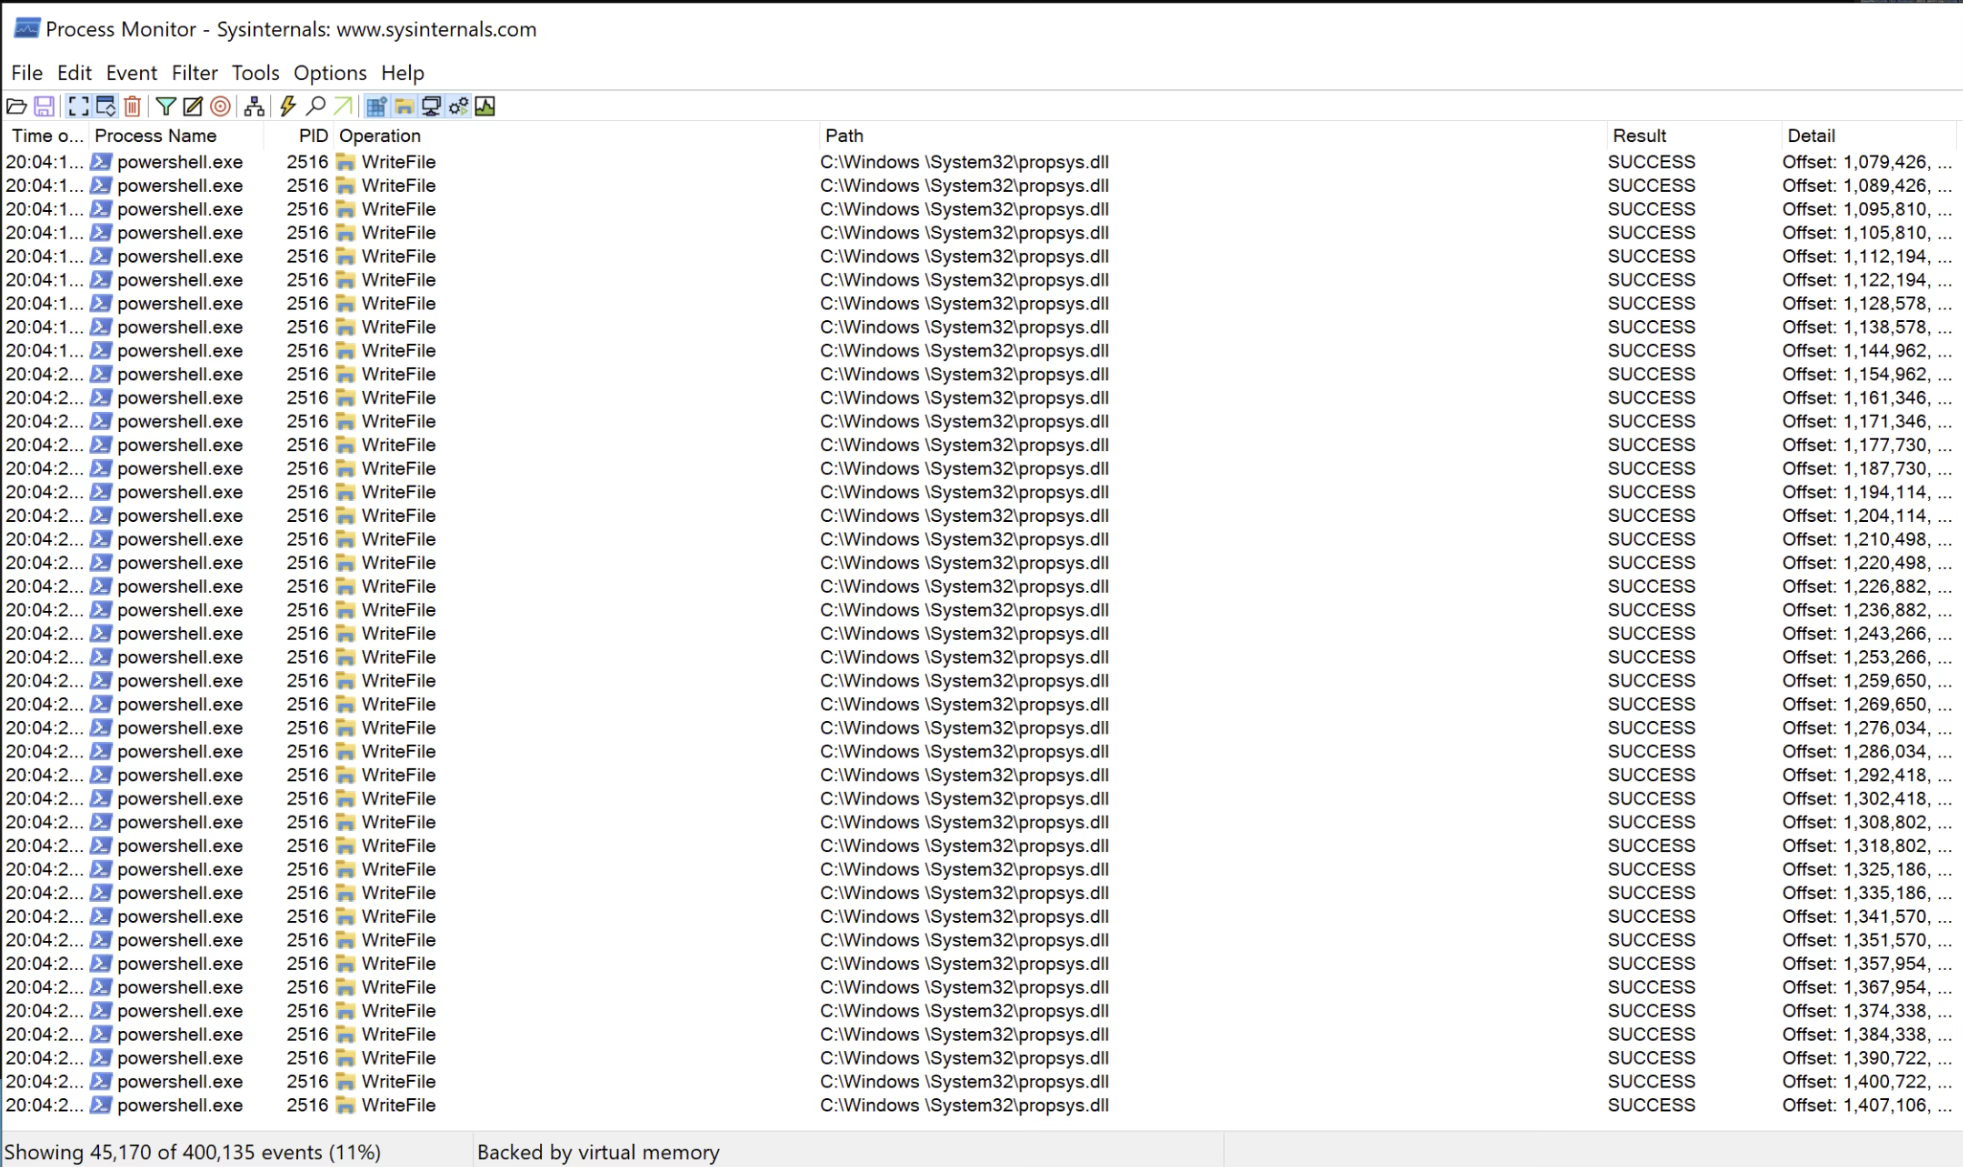 Process Monitor - Sysinternals: www.sysinternals.com
File Edit Event Filter Tools Options Help
Time o... Process Name PID Operation Path Result Detail
20:04:1... powershell.exe 2516 WriteFile C:\Windows \System32\propsys.dll SUCCESS Offset: 1,079,426, ...
20:04:1... powershell.exe 2516 WriteFile C:\Windows \System32\propsys.dll SUCCESS Offset: 1,089,426, ...
20:04:1... powershell.exe 2516 WriteFile C:\Windows \System32\propsys.dll SUCCESS Offset: 1,095,810, ...
20:04:1... powershell.exe 2516 WriteFile C:\Windows \System32\propsys.dll SUCCESS Offset: 1,105,810, ...
20:04:1... powershell.exe 2516 WriteFile C:\Windows \System32\propsys.dll SUCCESS Offset: 1,112,194, ...
20:04:1... powershell.exe 2516 WriteFile C:\Windows \System32\propsys.dll SUCCESS Offset: 1,122,194, ...
20:04:1... powershell.exe 2516 WriteFile C:\Windows \System32\propsys.dll SUCCESS Offset: 1,128,578, ...
20:04:1... powershell.exe 2516 WriteFile C:\Windows \System32\propsys.dll SUCCESS Offset: 1,138,578, ...
20:04:1... powershell.exe 2516 WriteFile C:\Windows \System32\propsys.dll SUCCESS Offset: 1,144,962, ...
20:04:2... powershell.exe 2516 WriteFile C:\Windows \System32\propsys.dll SUCCESS Offset: 1,154,962, ...
20:04:2... powershell.exe 2516 WriteFile C:\Windows \System32\propsys.dll SUCCESS Offset: 1,161,346, ...
20:04:2... powershell.exe 2516 WriteFile C:\Windows \System32\propsys.dll SUCCESS Offset: 1,171,346, ...
20:04:2... powershell.exe 2516 WriteFile C:\Windows \System32\propsys.dll SUCCESS Offset: 1,177,730, ...
20:04:2... powershell.exe 2516 WriteFile C:\Windows \System32\propsys.dll SUCCESS Offset: 1,187,730, ...
20:04:2... powershell.exe 2516 WriteFile C:\Windows \System32\propsys.dll SUCCESS Offset: 1,194,114, ...
20:04:2... powershell.exe 2516 WriteFile C:\Windows \System32\propsys.dll SUCCESS Offset: 1,204,114, ...
20:04:2... powershell.exe 2516 WriteFile C:\Windows \System32\propsys.dll SUCCESS Offset: 1,210,498, ...
20:04:2... powershell.exe 2516 WriteFile C:\Windows \System32\propsys.dll SUCCESS Offset: 1,220,498, ...
20:04:2... powershell.exe 2516 WriteFile C:\Windows \System32\propsys.dll SUCCESS Offset: 1,226,882, ...
20:04:2... powershell.exe 2516 WriteFile C:\Windows \System32\propsys.dll SUCCESS Offset: 1,236,882, ...
20:04:2... powershell.exe 2516 WriteFile C:\Windows \System32\propsys.dll SUCCESS Offset: 1,243,266, ...
20:04:2... powershell.exe 2516 WriteFile C:\Windows \System32\propsys.dll SUCCESS Offset: 1,253,266, ...
20:04:2... powershell.exe 2516 WriteFile C:\Windows \System32\propsys.dll SUCCESS Offset: 1,259,650, ...
20:04:2... powershell.exe 2516 WriteFile C:\Windows \System32\propsys.dll SUCCESS Offset: 1,269,650, ...
20:04:2... powershell.exe 2516 WriteFile C:\Windows \System32\propsys.dll SUCCESS Offset: 1,276,034, ...
20:04:2... powershell.exe 2516 WriteFile C:\Windows \System32\propsys.dll SUCCESS Offset: 1,286,034, ...
20:04:2... powershell.exe 2516 WriteFile C:\Windows \System32\propsys.dll SUCCESS Offset: 1,292,418, ...
20:04:2... powershell.exe 2516 WriteFile C:\Windows \System32\propsys.dll SUCCESS Offset: 1,302,418, ...
20:04:2... powershell.exe 2516 WriteFile C:\Windows \System32\propsys.dll SUCCESS Offset: 1,308,802, ...
20:04:2... powershell.exe 2516 WriteFile C:\Windows \System32\propsys.dll SUCCESS Offset: 1,318,802, ...
20:04:2... powershell.exe 2516 WriteFile C:\Windows \System32\propsys.dll SUCCESS Offset: 1,325,186, ...
20:04:2... powershell.exe 2516 WriteFile C:\Windows \System32\propsys.dll SUCCESS Offset: 1,335,186, ...
20:04:2... powershell.exe 2516 WriteFile C:\Windows \System32\propsys.dll SUCCESS Offset: 1,341,570, ...
20:04:2... powershell.exe 2516 WriteFile C:\Windows \System32\propsys.dll SUCCESS Offset: 1,351,570, ...
20:04:2... powershell.exe 2516 WriteFile C:\Windows \System32\propsys.dll SUCCESS Offset: 1,357,954, ...
20:04:2... powershell.exe 2516 WriteFile C:\Windows \System32\propsys.dll SUCCESS Offset: 1,367,954, ...
20:04:2... powershell.exe 2516 WriteFile C:\Windows \System32\propsys.dll SUCCESS Offset: 1,374,338, ...
20:04:2... powershell.exe 2516 WriteFile C:\Windows \System32\propsys.dll SUCCESS Offset: 1,384,338, ...
20:04:2... powershell.exe 2516 WriteFile C:\Windows \System32\propsys.dll SUCCESS Offset: 1,390,722, ...
20:04:2... powershell.exe 2516 WriteFile C:\Windows \System32\propsys.dll SUCCESS Offset: 1,400,722, ...
20:04:2... powershell.exe 2516 WriteFile C:\Windows \System32\propsys.dll SUCCESS Offset: 1,407,106, ...
Showing 45,170 of 400,135 events (11%) Backed by virtual memory